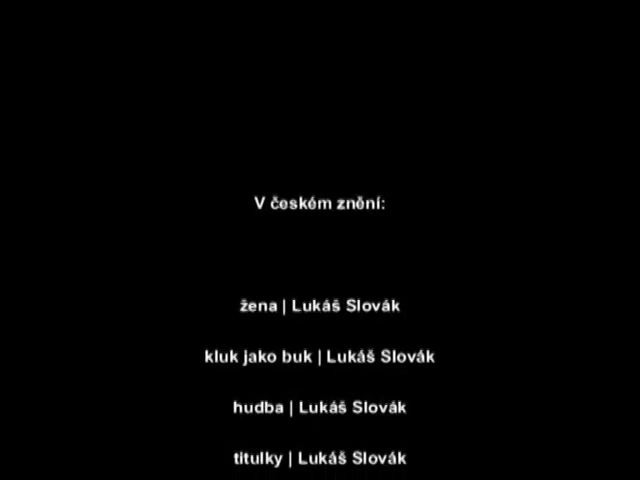 V českém znění:
žena | Lukáš Slovák
kluk jako buk | Lukáš Slovák
hudba | Lukáš Slovák
titulky | Lukáš Slovák